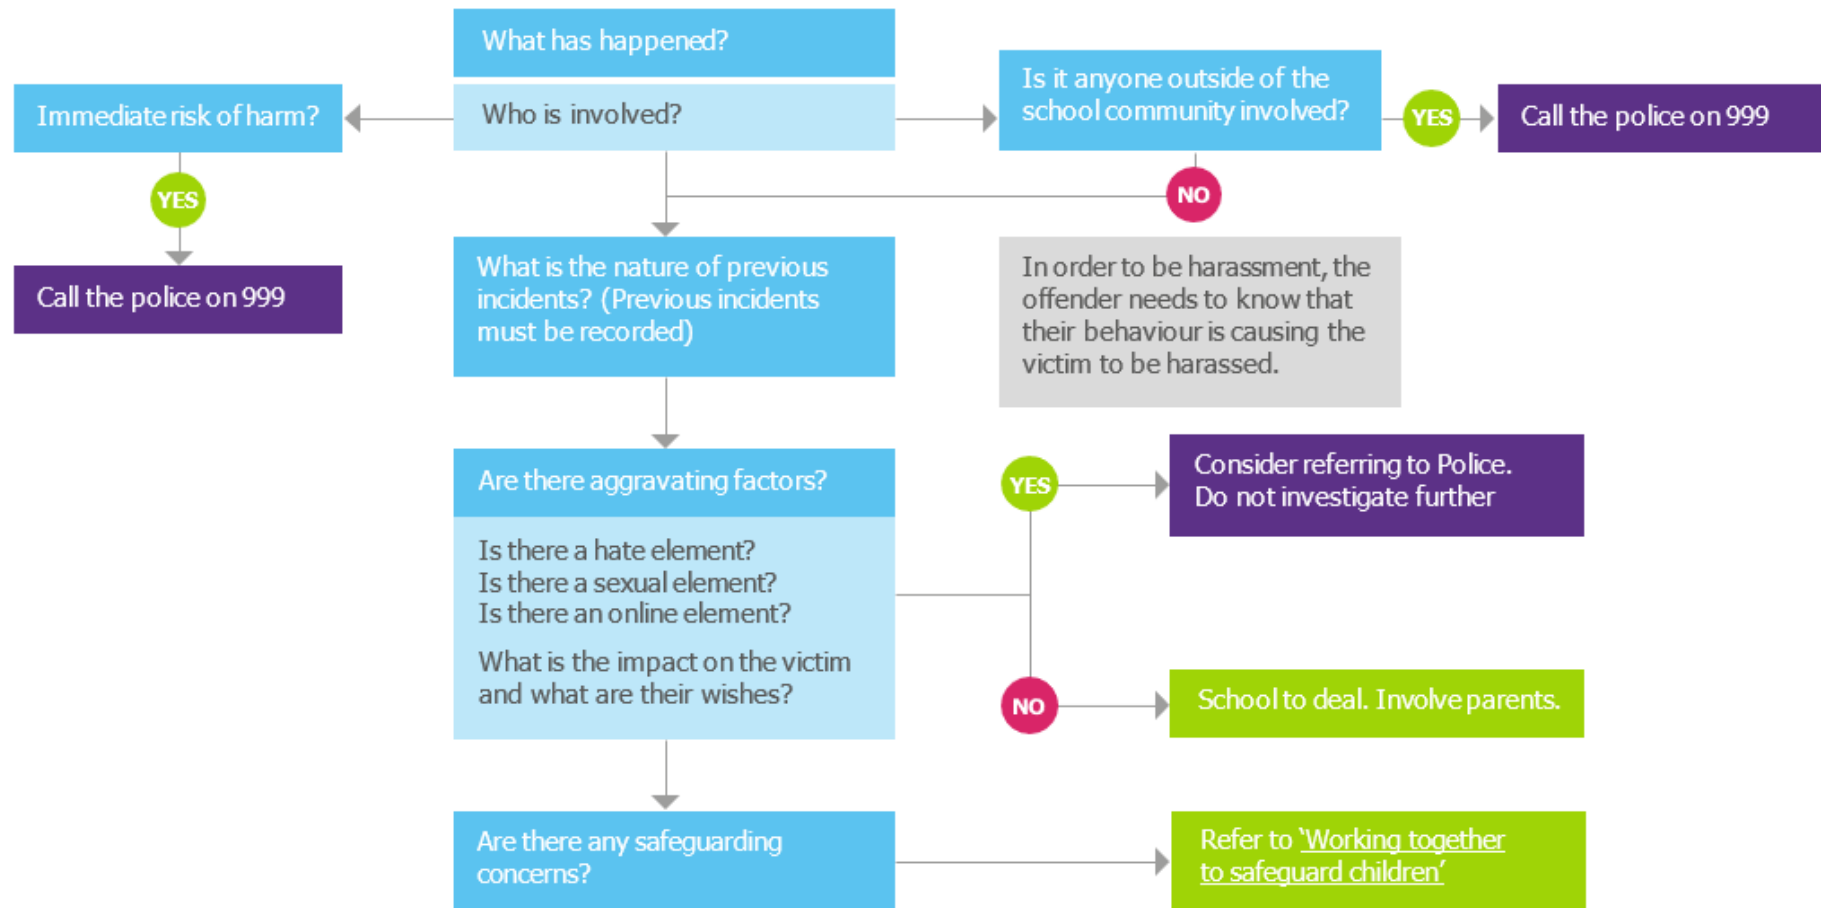 What has happened?
Who is involved?
Immediate risk of harm?
YES
Call the police on 999
Is it anyone outside of the
school community involved?
YES
Call the police on 999
NO
What is the nature of previous
incidents? (Previous incidents
must be recorded)
In order to be harassment, the
offender needs to know that
their behaviour is causing the
victim to be harassed.
Are there aggravating factors?
Is there a hate element?
Is there a sexual element?
Is there an online element?
What is the impact on the victim
and what are their wishes?
YES
Consider referring to Police.
Do not investigate further
NO
School to deal. Involve parents.
Are there any safeguarding
concerns?
Refer to ‘Working together
to safeguard children’